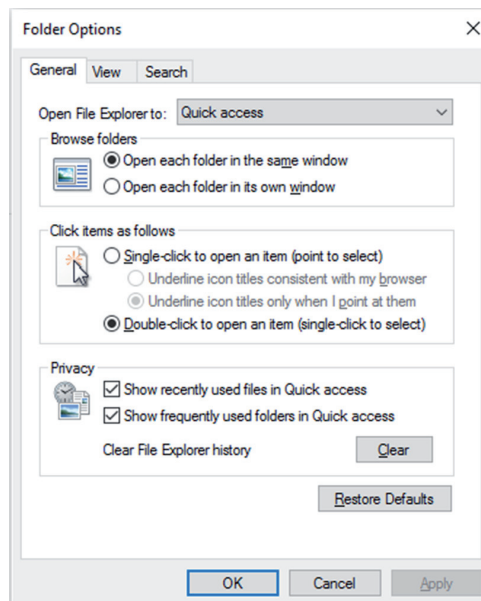 Folder Options
General View Search
Open File Explorer to: Quick access
Browse folders
Open each folder in the same window
Open each folder in its own window
Click items as follows
Single-click to open an item (point to select)
Underline icon titles consistent with my browser
Underline icon titles only when I point at them
Double-click to open an item (single-click to select)
Privacy
Show recently used files in Quick access
Show frequently used folders in Quick access
Clear File Explorer history Clear
Restore Defaults
OK Cancel Apply